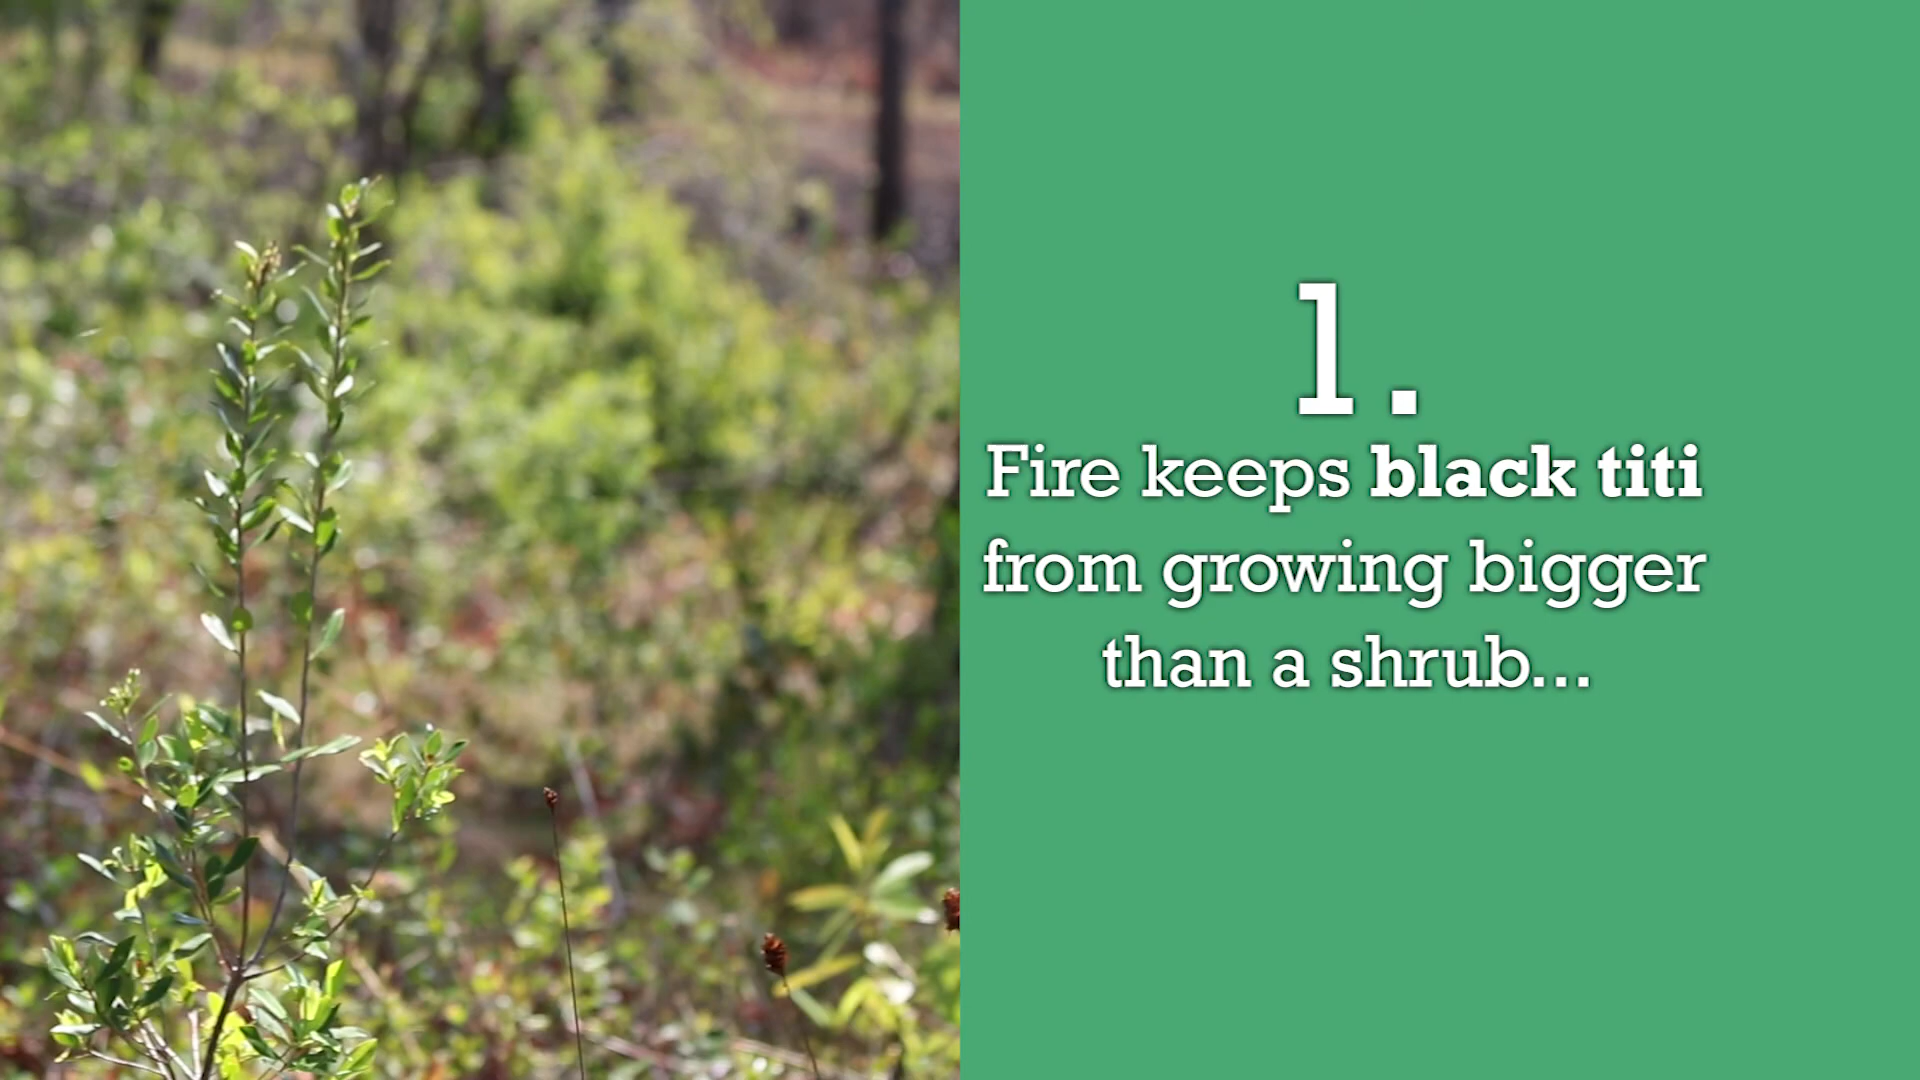 1.
Fire keeps black titi
from growing bigger
than a shrub...